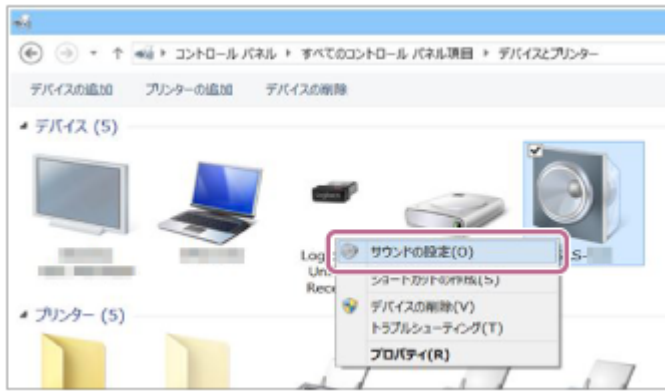 コントロール パネル ▸ すべてのコントロール パネル項目 ▸ デバイスとプリンター
デバイスの追加 プリンターの追加 デバイスの削除
デバイス (5)
サウンドの設定(O)
S-
Log
Un
Rece
ショートカットの作成(S)
デバイスの削除(V)
トラブルシューティング(T)
プロパティ(R)
プリンター (5)